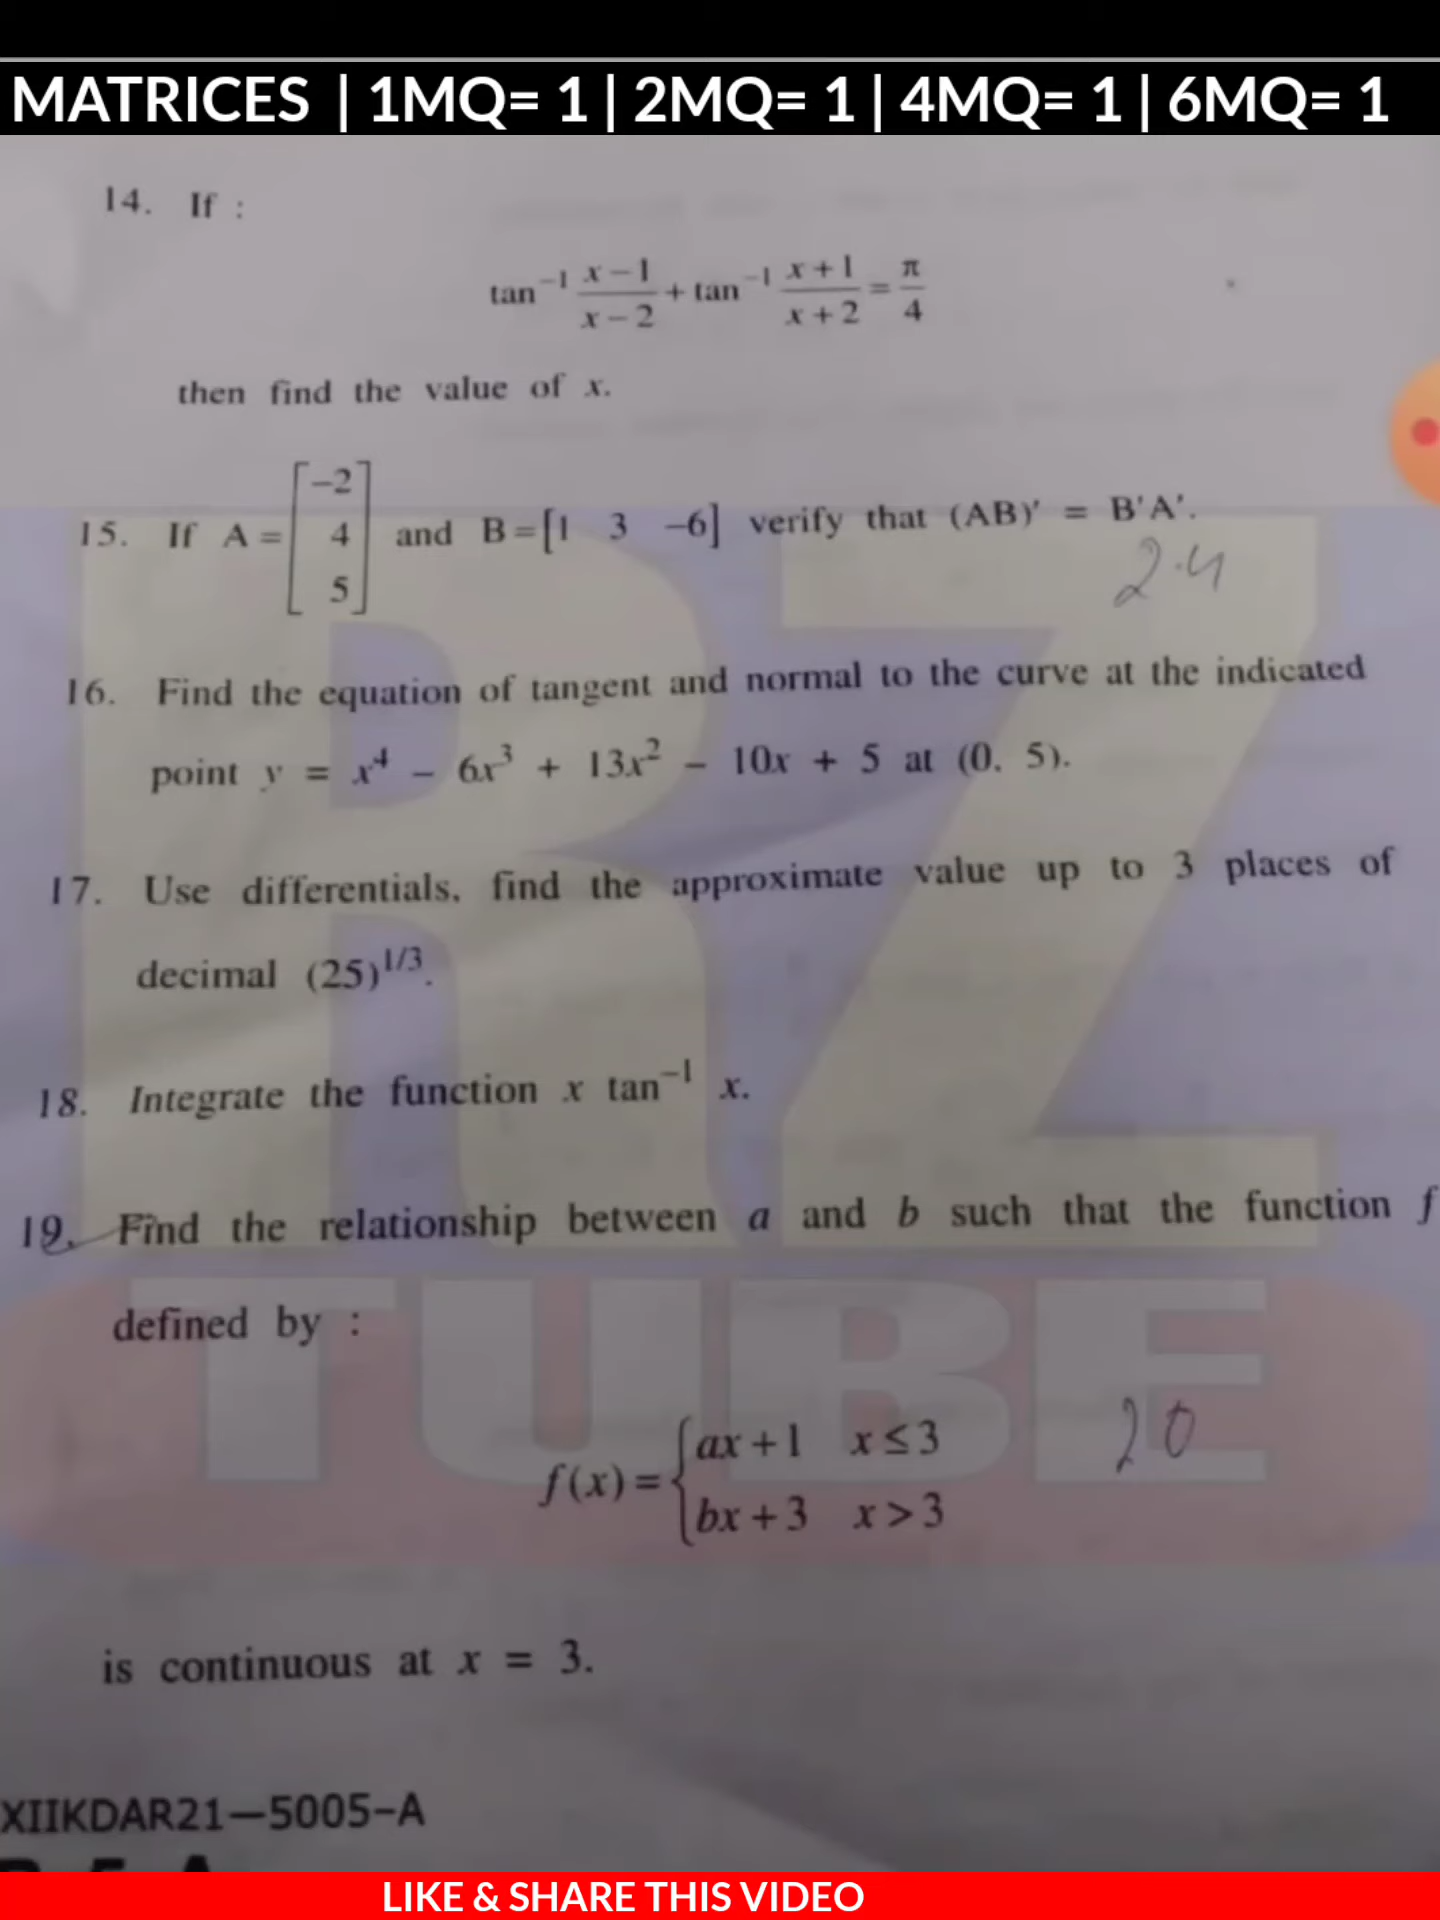 MATRICES | 1MQ= 1 | 2MQ= 1 | 4MQ= 1 | 6MQ= 1
14. If :
tan⁻¹ (x−1)/(x−2) + tan⁻¹ (x+1)/(x+2) = π/4
then find the value of x.
15. If A = [−2 4 5] and B = [1 3 −6] verify that (AB)′ = B′A′.
2.4
16. Find the equation of tangent and normal to the curve at the indicated
point y = x⁴ − 6x³ + 13x² − 10x + 5 at (0, 5).
17. Use differentials, find the approximate value up to 3 places of
decimal (25)^1/3.
18. Integrate the function x tan⁻¹ x.
19. Find the relationship between a and b such that the function f
defined by :
f(x) = { ax + 1 x ≤ 3
bx + 3 x > 3
20
is continuous at x = 3.
XIIKDAR21—5005-A
RZ
TUBE
LIKE & SHARE THIS VIDEO